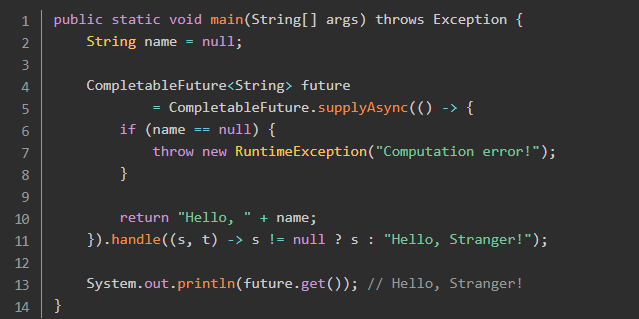 1 public static void main(String[] args) throws Exception {
2     String name = null;
3
4     CompletableFuture<String> future
5             = CompletableFuture.supplyAsync(() -> {
6         if (name == null) {
7             throw new RuntimeException("Computation error!");
8         }
9
10         return "Hello, " + name;
11     }).handle((s, t) -> s != null ? s : "Hello, Stranger!");
12
13     System.out.println(future.get()); // Hello, Stranger!
14 }